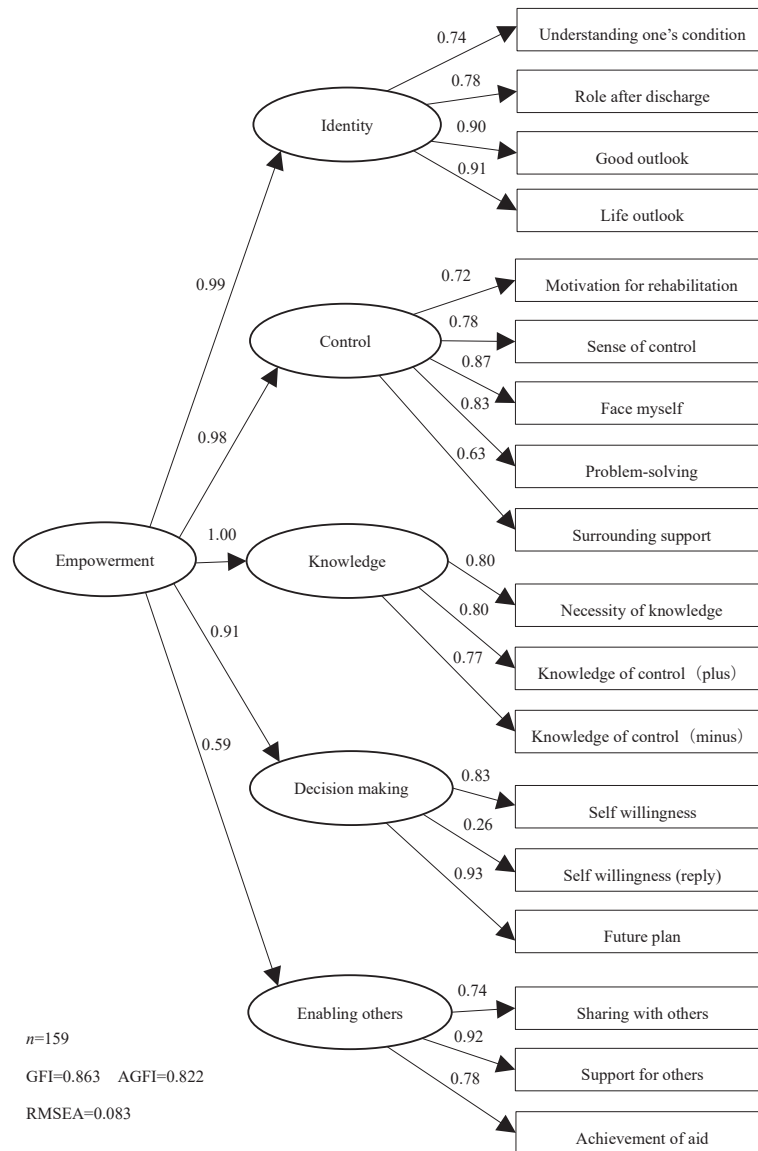 0.74
Understanding one’s condition
0.78
Role after discharge
Identity
0.90
Good outlook
0.91
Life outlook
0.99
0.72
Motivation for rehabilitation
0.78
Sense of control
Control
0.87
Face myself
0.83
Problem-solving
0.63
Surrounding support
0.98
Empowerment
1.00
Knowledge
0.80
Necessity of knowledge
0.80
Knowledge of control（plus）
0.77
Knowledge of control（minus）
0.91
Decision making
0.83
Self willingness
0.26
Self willingness (reply)
0.93
Future plan
0.59
Enabling others
0.74
Sharing with others
0.92
Support for others
0.78
Achievement of aid
n=159
GFI=0.863 AGFI=0.822
RMSEA=0.083